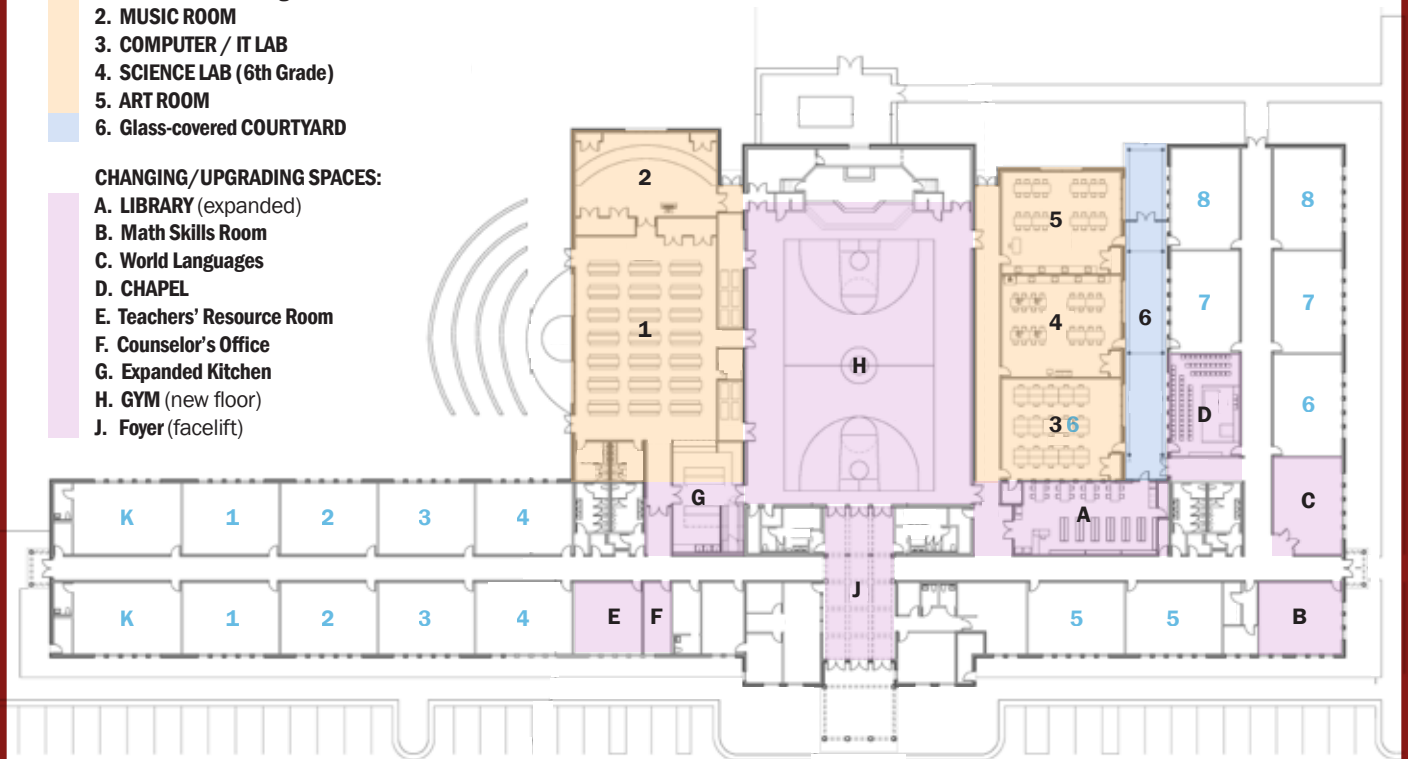 2. MUSIC ROOM
3. COMPUTER / IT LAB
4. SCIENCE LAB (6th Grade)
5. ART ROOM
6. Glass-covered COURTYARD
CHANGING/UPGRADING SPACES:
A. LIBRARY (expanded)
B. Math Skills Room
C. World Languages
D. CHAPEL
E. Teachers' Resource Room
F. Counselor's Office
G. Expanded Kitchen
H. GYM (new floor)
J. Foyer (facelift)
2
8 8
5
7 7
4
6
1
H
6
3 6
D
G
A
C
K 1 2 3 4
J
K 1 2 3 4
E F
5 5
B